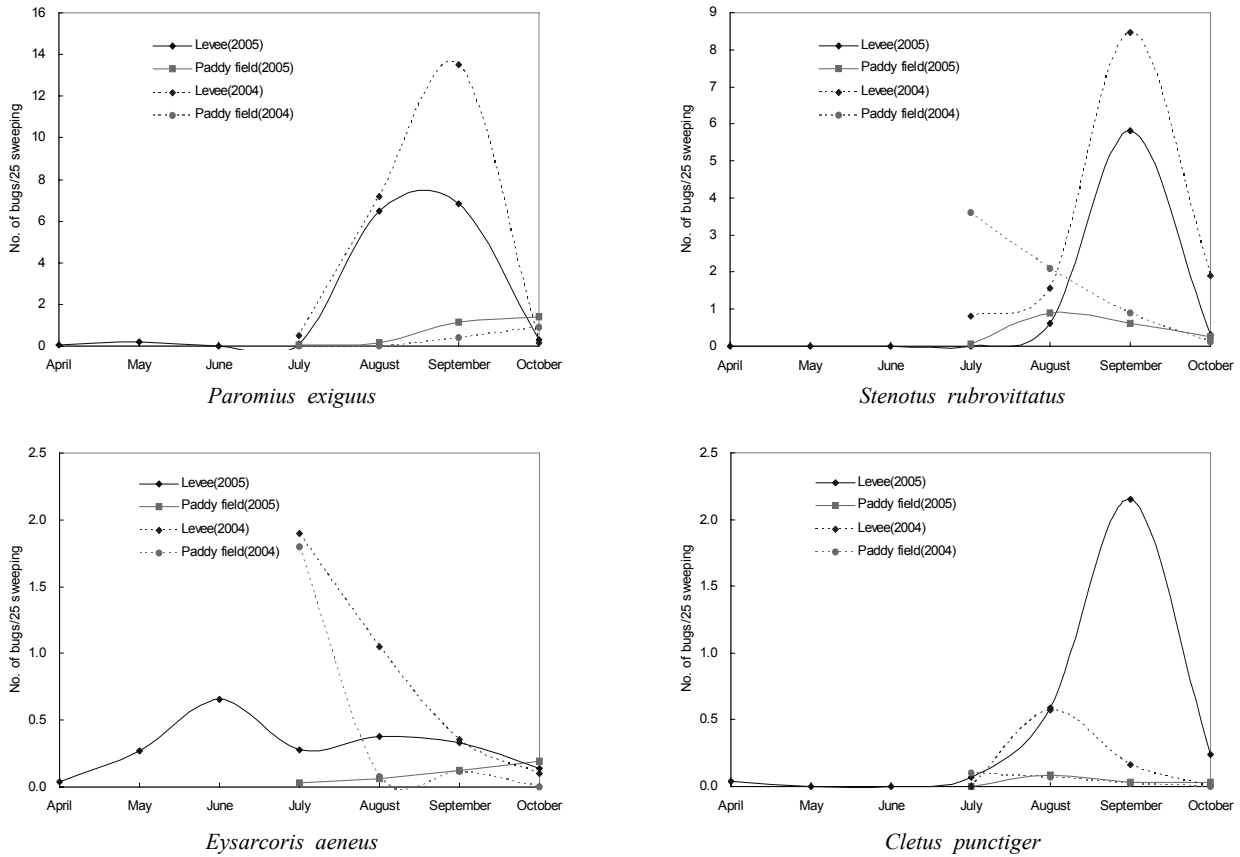 16
14
12
10
8
6
4
2
0
No. of bugs/25 sweeping
Levee(2005)
Paddy field(2005)
Levee(2004)
Paddy field(2004)
April May June July August September October
Paromius exiguus
9
8
7
6
5
4
3
2
1
0
No. of bugs/25 sweeping
Levee(2005)
Paddy field(2005)
Levee(2004)
Paddy field(2004)
April May June July August September October
Stenotus rubrovittatus
2.5
2.0
1.5
1.0
0.5
0.0
No. of bugs/25 sweeping
Levee(2005)
Paddy field(2005)
Levee(2004)
Paddy field(2004)
April May June July August September October
Eysarcoris aeneus
2.5
2.0
1.5
1.0
0.5
0.0
No. of bugs/25 sweeping
Levee(2005)
Paddy field(2005)
Levee(2004)
Paddy field(2004)
April May June July August September October
Cletus punctiger